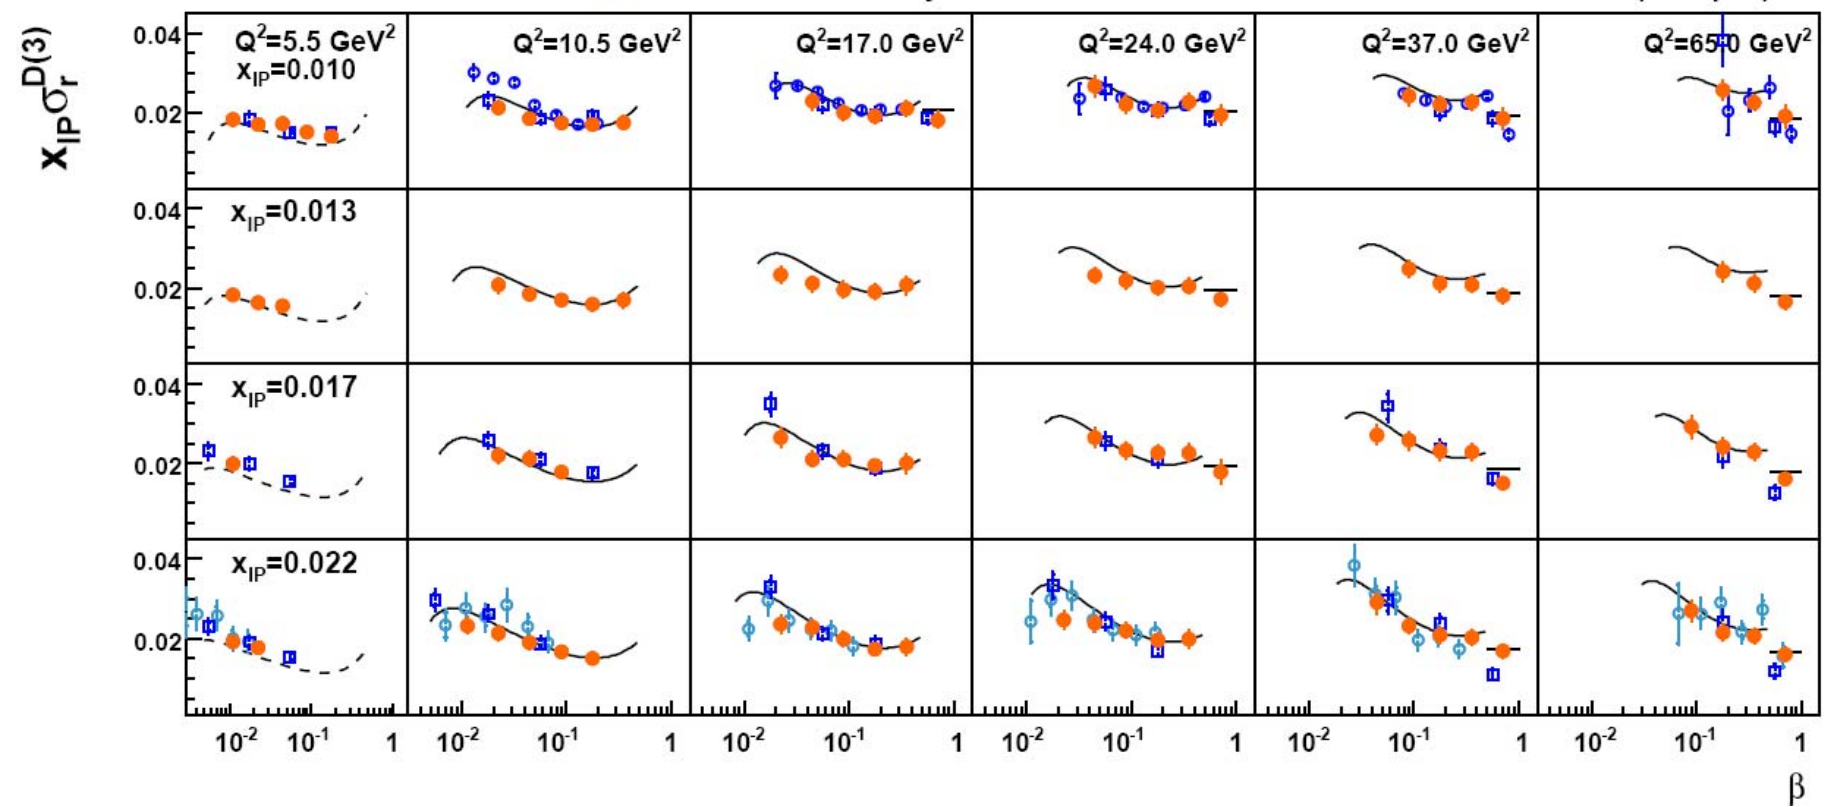 x_IP σ_r^D(3)
Q²=5.5 GeV² Q²=10.5 GeV² Q²=17.0 GeV² Q²=24.0 GeV² Q²=37.0 GeV² Q²=65.0 GeV²
x_IP=0.010
0.04
0.02
x_IP=0.013
0.04
0.02
x_IP=0.017
0.04
0.02
x_IP=0.022
0.04
0.02
10⁻² 10⁻¹ 1 10⁻² 10⁻¹ 1 10⁻² 10⁻¹ 1 10⁻² 10⁻¹ 1 10⁻² 10⁻¹ 1 10⁻² 10⁻¹ 1
β